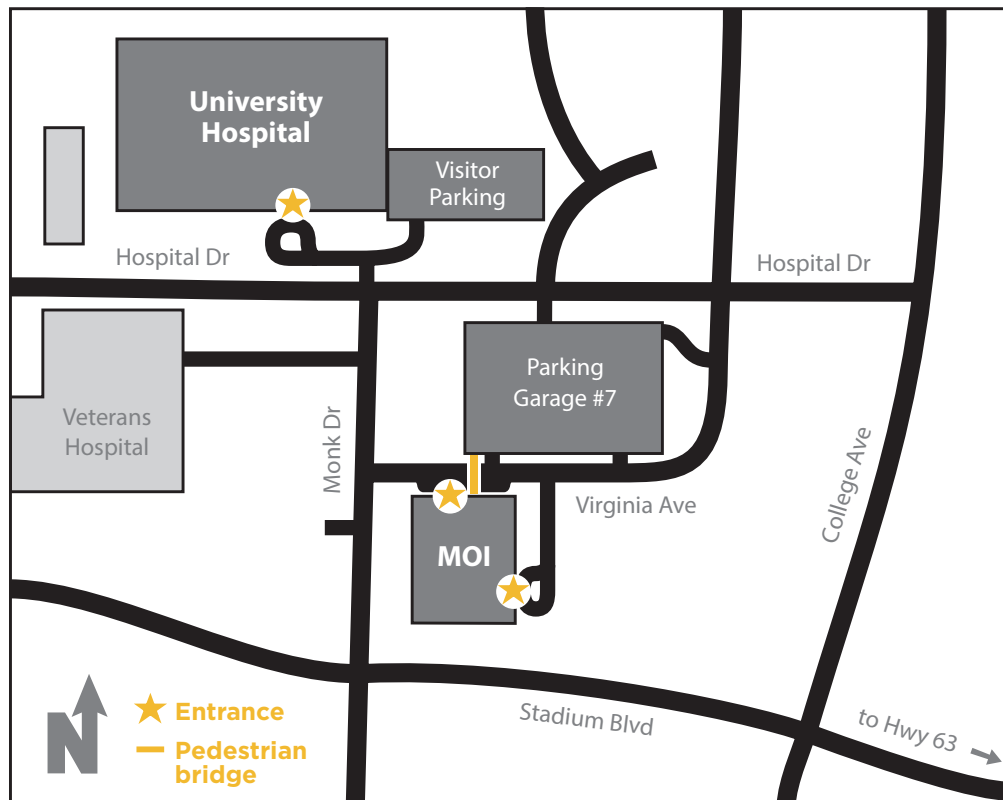 University
Hospital
Visitor
Parking
Hospital Dr
Hospital Dr
Parking
Garage #7
Veterans
Hospital
Monk Dr
College Ave
Virginia Ave
MOI
Stadium Blvd
to Hwy 63
N
Entrance
Pedestrian
bridge